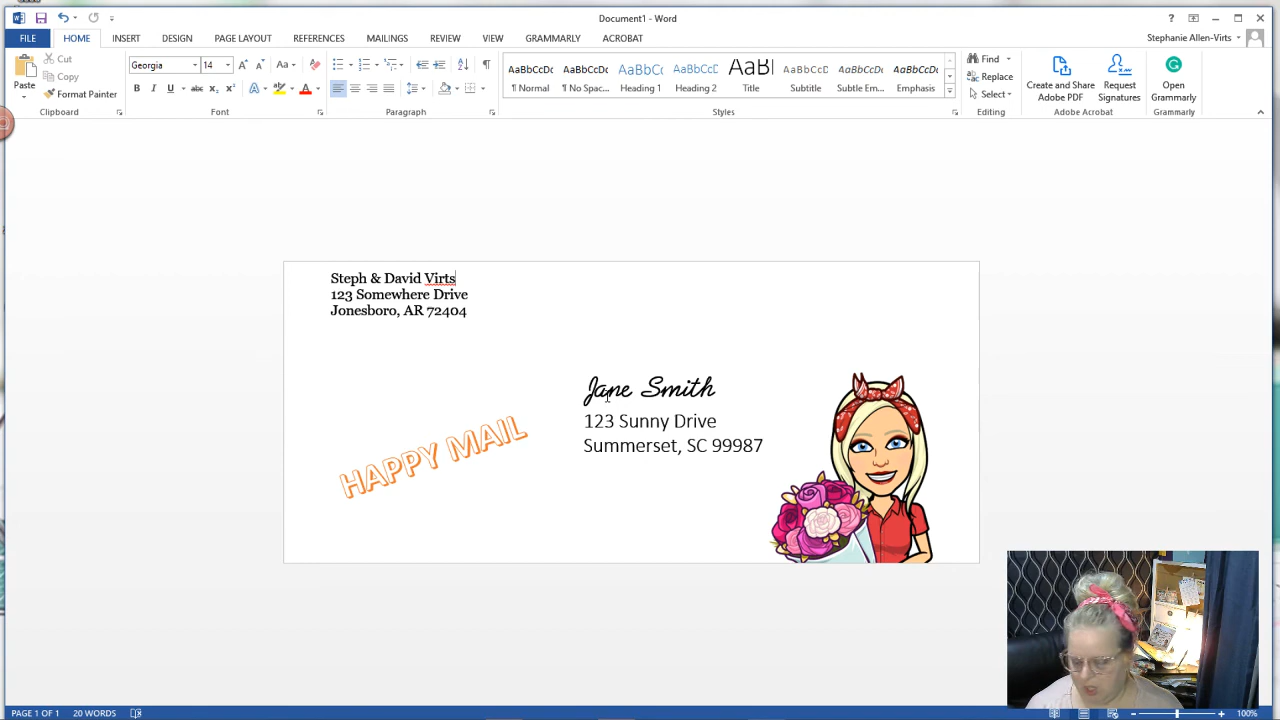 Document1 - Word
?
FILE
HOME
INSERT
DESIGN
PAGE LAYOUT
REFERENCES
MAILINGS
REVIEW
VIEW
GRAMMARLY
ACROBAT
Stephanie Allen-Virts
Paste
Cut
Copy
Format Painter
Clipboard
Georgia
14
Aa
B I U abc X₂ X²
A
Font
Paragraph
AaBbCcDc
¶ Normal
AaBbCcDc
¶ No Spac...
AaBbCc
Heading 1
AaBbCcC
Heading 2
AaBl
Title
AaBbCcC
Subtitle
AaBbCcDc
Subtle Em...
AaBbCcDc
Emphasis
Styles
Find
Replace
Select
Editing
Create and Share
Adobe PDF
Request
Signatures
Adobe Acrobat
Open
Grammarly
Grammarly
Steph & David Virts
123 Somewhere Drive
Jonesboro, AR 72404
Jane Smith
123 Sunny Drive
Summerset, SC 99987
HAPPY MAIL
PAGE 1 OF 1
20 WORDS
100%